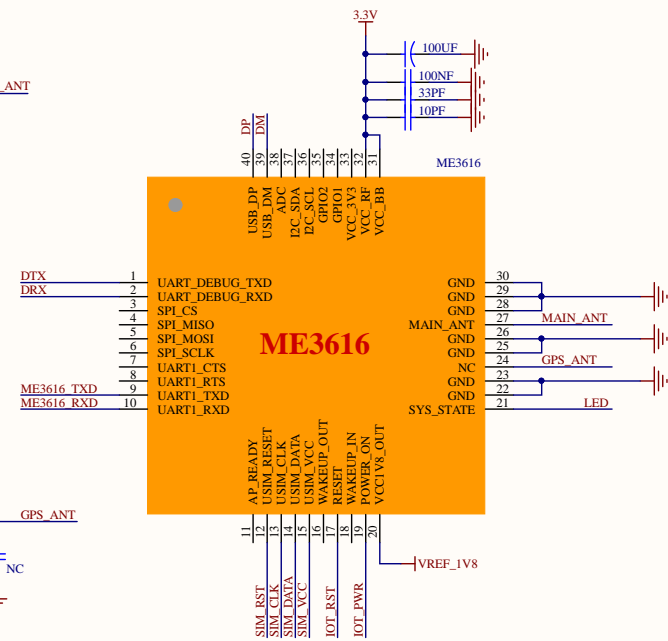 3.3V
100UF
100NF
33PF
10PF
_ANT
DP
DM
40
39
38
37
36
35
34
33
32
31
ME3616
USB_DP
USB_DM
ADC
I2C_SDA
I2C_SCL
GPIO2
GPIO1
VCC_3V3
VCC_RF
VCC_BB
DTX 1 UART_DEBUG_TXD
DRX 2 UART_DEBUG_RXD
3 SPI_CS
4 SPI_MISO
5 SPI_MOSI
6 SPI_SCLK
7 UART1_CTS
8 UART1_RTS
ME3616_TXD 9 UART1_TXD
ME3616_RXD 10 UART1_RXD
ME3616
GND 30
GND 29
GND 28
MAIN_ANT 27 MAIN_ANT
GND 26
GND 25
NC 24 GPS_ANT
GND 23
GND 22
SYS_STATE 21 LED
AP_READY
USIM_RESET
USIM_CLK
USIM_DATA
USIM_VCC
WAKEUP_OUT
RESET
WAKEUP_IN
POWER_ON
VCC1V8_OUT
11
12
13
14
15
16
17
18
19
20
GPS_ANT
NC
VREF_1V8
SIM_RST
SIM_CLK
SIM_DATA
SIM_VCC
IOT_RST
IOT_PWR